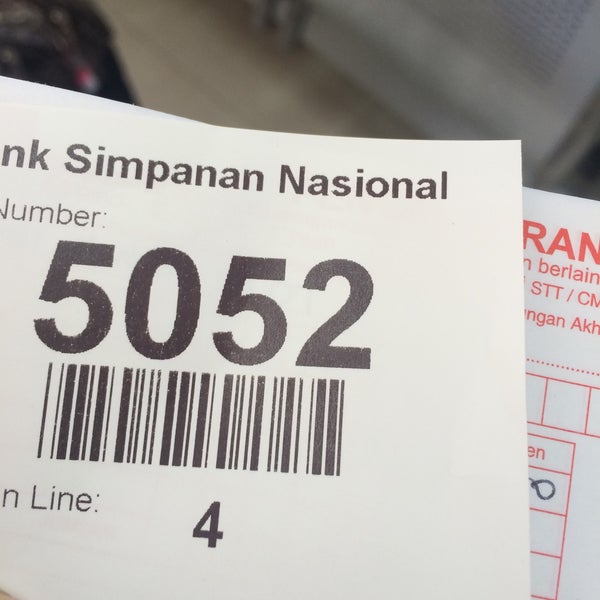 nk Simpanan Nasional
Number:
5052
n Line:
4
RAN
n berlain
STT / CM
ngan Akh
en